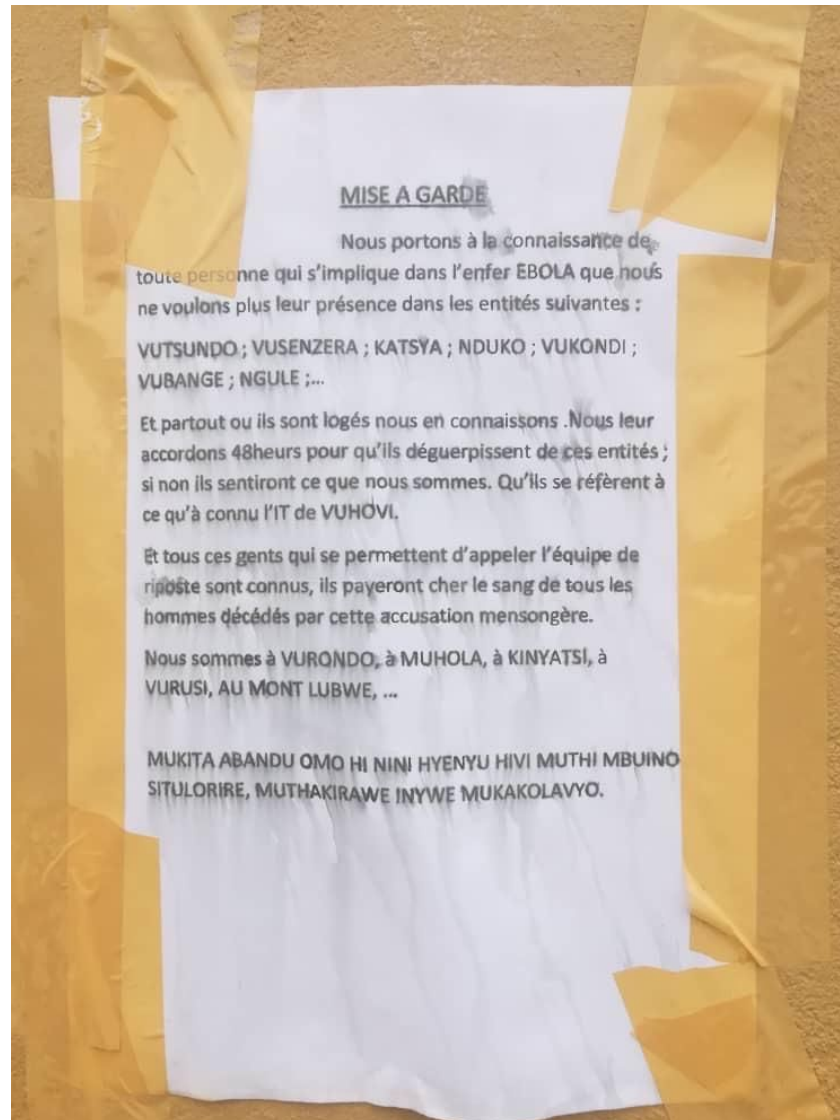 MISE A GARDE
Nous portons à la connaissance de
toute personne qui s'implique dans l'enfer EBOLA que nous
ne voulons plus leur présence dans les entités suivantes :
VUTSUNDO ; VUSENZERA ; KATSYA ; NDUKO ; VUKONDI ;
VUBANGE ; NGULE ;...
Et partout ou ils sont logés nous en connaissons .Nous leur
accordons 48heurs pour qu'ils déguerpissent de ces entités ;
si non ils sentiront ce que nous sommes. Qu'ils se réfèrent à
ce qu'à connu l'IT de VUHOVI.
Et tous ces gents qui se permettent d'appeler l'équipe de
riposte sont connus, ils payeront cher le sang de tous les
hommes décédés par cette accusation mensongère.
Nous sommes à VURONDO, à MUHOLA, à KINYATSI, à
VURUSI, AU MONT LUBWE, ...
MUKITA ABANDU OMO HI NINI HYENYU HIVI MUTHI MBUINO
SITULORIRE, MUTHAKIRAWE INYWE MUKAKOLAVYO.